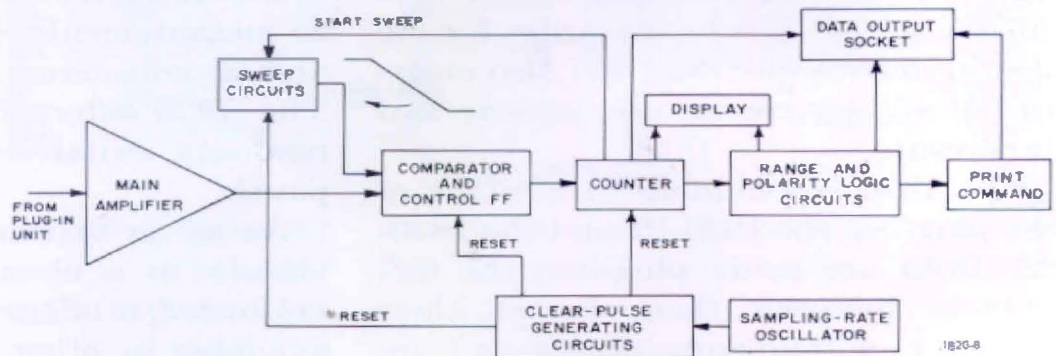 START SWEEP
DATA OUTPUT
SOCKET
SWEEP
CIRCUITS
DISPLAY
MAIN
AMPLIFIER
COMPARATOR
AND
CONTROL FF
COUNTER
RANGE AND
POLARITY LOGIC
CIRCUITS
PRINT
COMMAND
FROM
PLUG-IN
UNIT
RESET
RESET
RESET
CLEAR-PULSE
GENERATING
CIRCUITS
SAMPLING-RATE
OSCILLATOR
1820-8